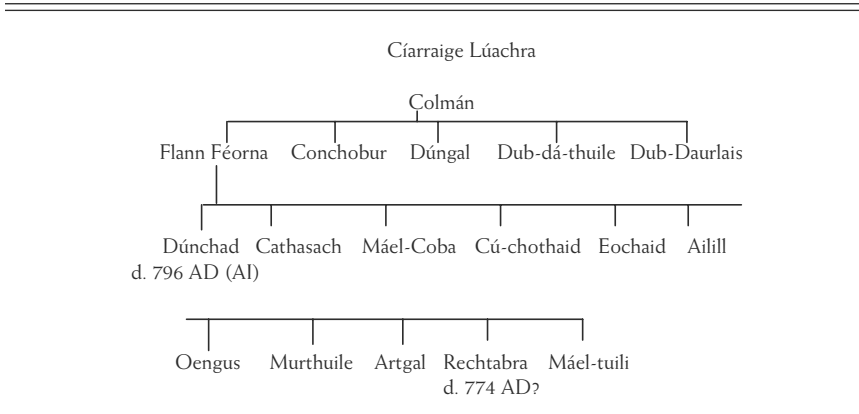 Cíarraige Lúachra
Colmán
Flann Féorna Conchobur Dúngal Dub-dá-thuile Dub-Daurlais
Dúnchad Cathasach Máel-Coba Cú-chothaid Eochaid Ailill
d. 796 AD (AI)
Oengus Murthuile Artgal Rechtabra Máel-tuili
d. 774 AD?